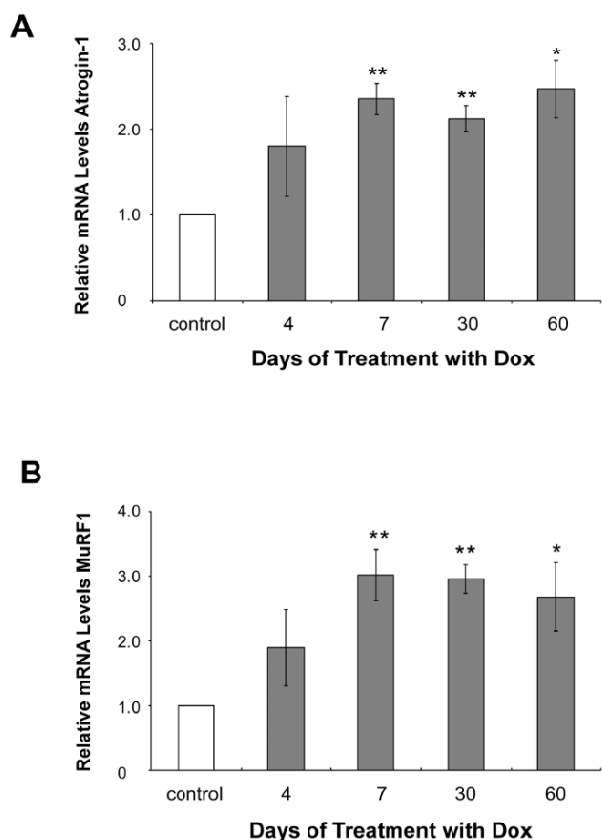 A
Relative mRNA Levels Atrogin-1
3.0
2.0
1.0
0
**
**
*
control 4 7 30 60
Days of Treatment with Dox
B
Relative mRNA Levels MuRF1
4.0
3.0
2.0
1.0
0
**
**
*
control 4 7 30 60
Days of Treatment with Dox